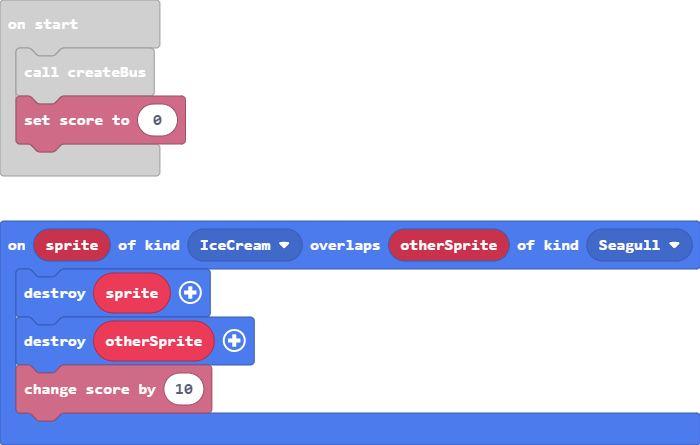 on start
call createBus
set score to 0
on sprite of kind IceCream overlaps otherSprite of kind Seagull
destroy sprite
destroy otherSprite
change score by 10